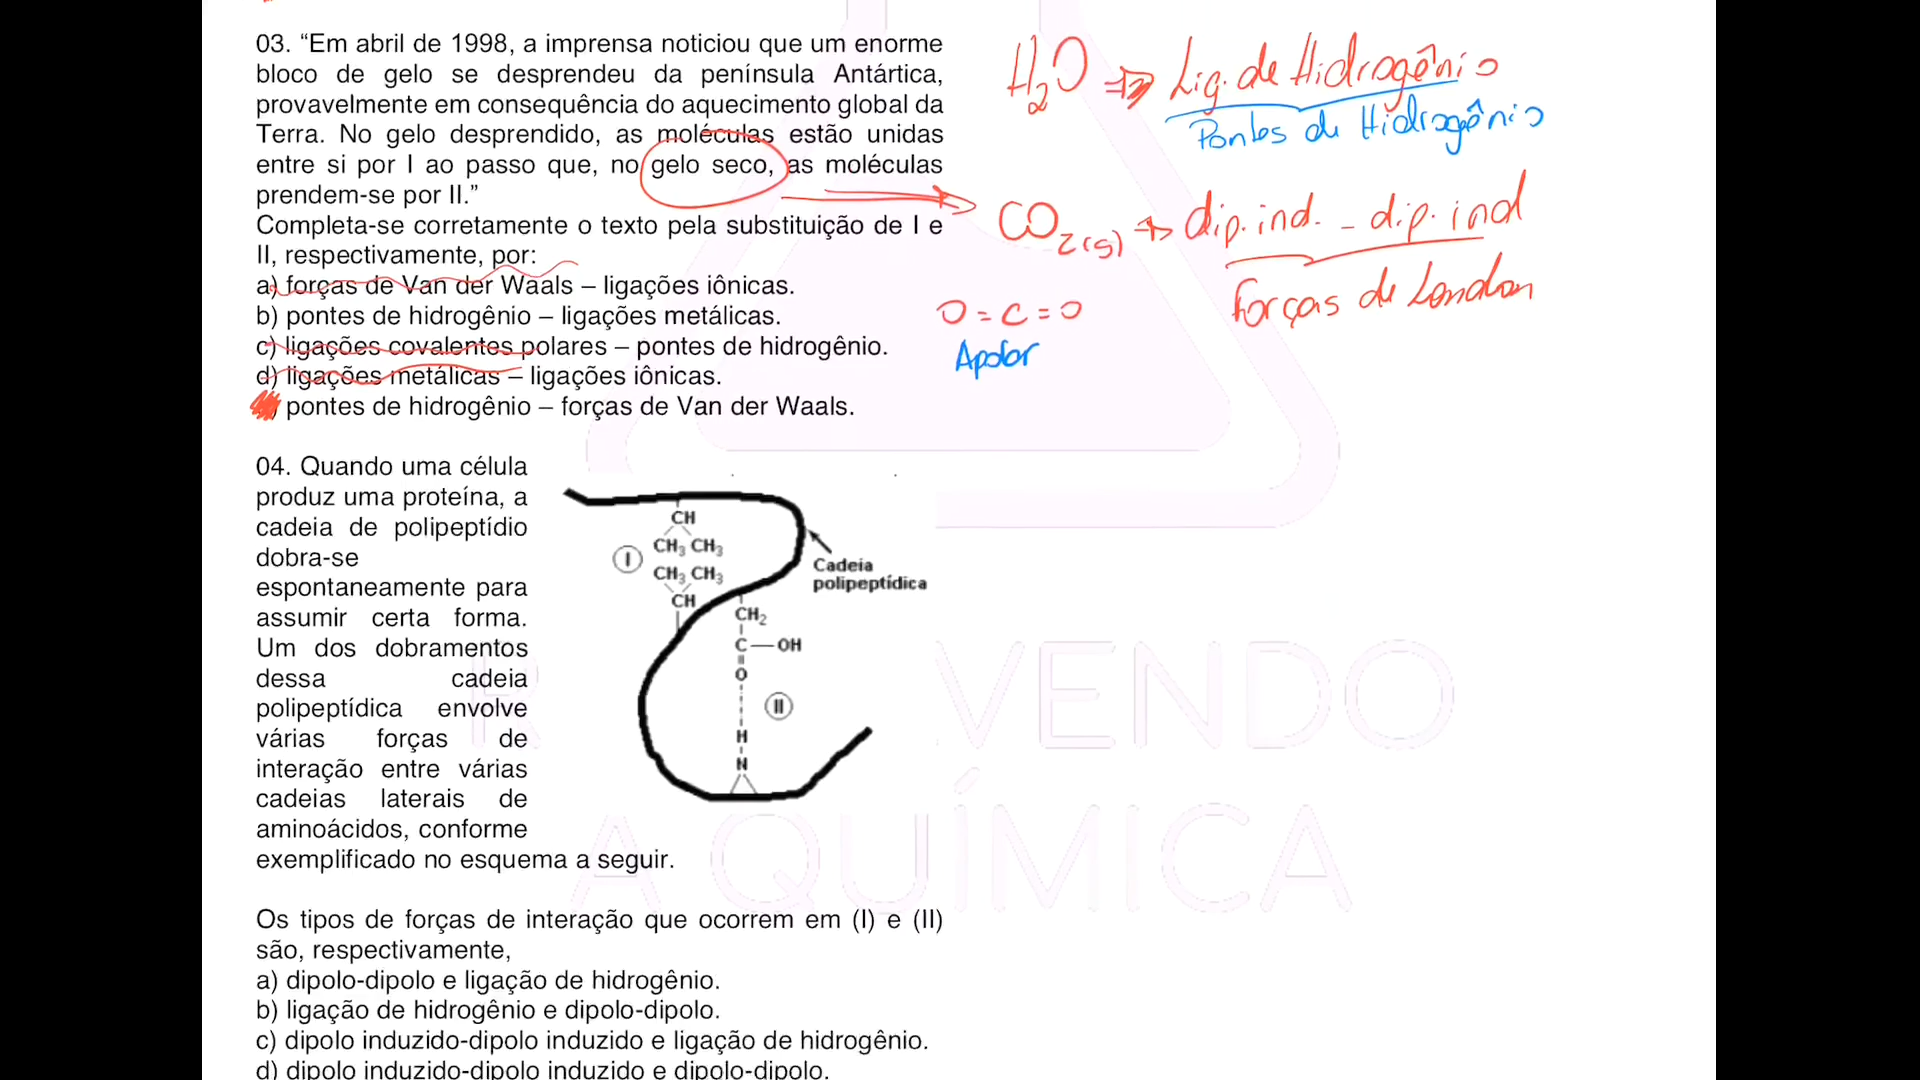 03. “Em abril de 1998, a imprensa noticiou que um enorme
bloco de gelo se desprendeu da península Antártica,
provavelmente em consequência do aquecimento global da
Terra. No gelo desprendido, as moléculas estão unidas
entre si por I ao passo que, no gelo seco, as moléculas
prendem-se por II.”
Completa-se corretamente o texto pela substituição de I e
II, respectivamente, por:
a) forças de Van der Waals – ligações iônicas.
b) pontes de hidrogênio – ligações metálicas.
c) ligações covalentes polares – pontes de hidrogênio.
d) ligações metálicas – ligações iônicas.
) pontes de hidrogênio – forças de Van der Waals.
H₂O ⇒ Lig. de Hidrogênio
Pontes de Hidrogênio
CO₂(s) → dip. ind. - dip. ind
Forças de London
O = C = O
Apolar
04. Quando uma célula
produz uma proteína, a
cadeia de polipeptídio
dobra-se
espontaneamente para
assumir certa forma.
Um dos dobramentos
dessa cadeia
polipeptídica envolve
várias forças de
interação entre várias
cadeias laterais de
aminoácidos, conforme
exemplificado no esquema a seguir.
CH
CH₃ CH₃
I
CH₃ CH₃
CH
Cadeia
polipeptídica
CH₂
C — OH
O
II
H
N
Os tipos de forças de interação que ocorrem em (I) e (II)
são, respectivamente,
a) dipolo-dipolo e ligação de hidrogênio.
b) ligação de hidrogênio e dipolo-dipolo.
c) dipolo induzido-dipolo induzido e ligação de hidrogênio.
d) dipolo induzido-dipolo induzido e dipolo-dipolo.
VENDO
A QUÍMICA